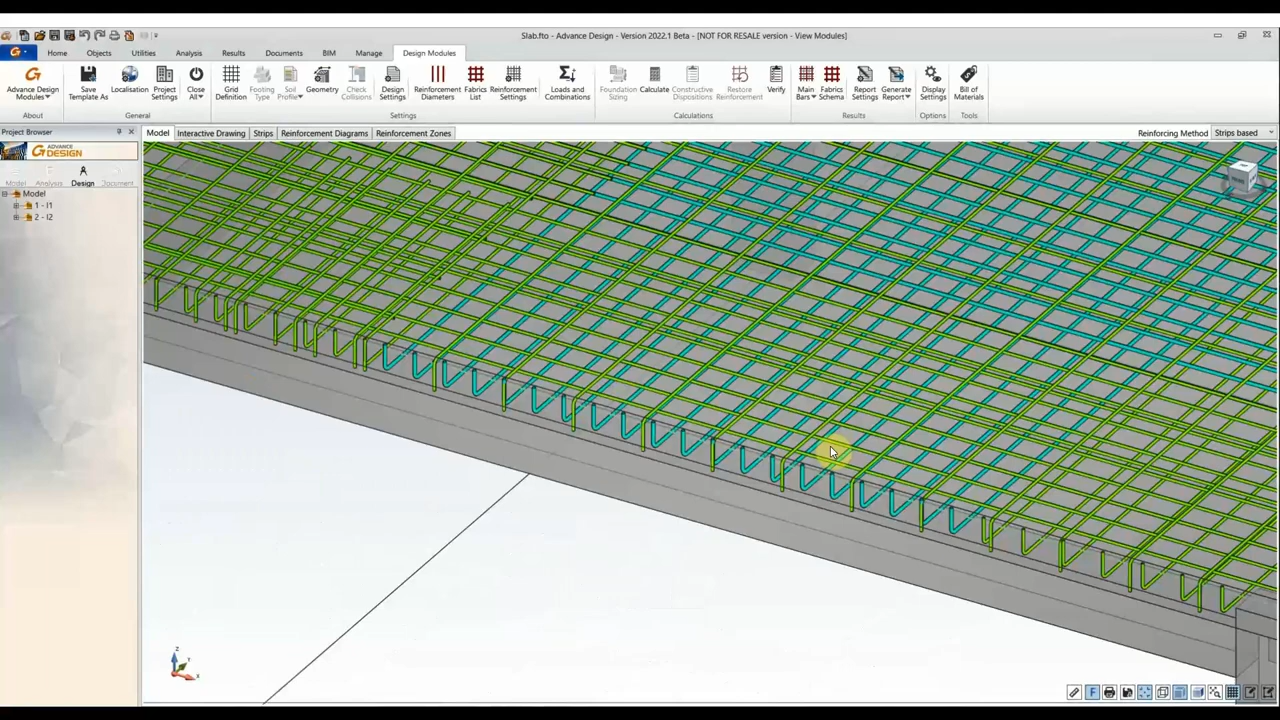 Slab.fto - Advance Design - Version 2022.1 Beta - [NOT FOR RESALE version - View Modules]
Home Objects Utilities Analysis Results Documents BIM Manage Design Modules
Advance Design Modules
Save Template As
Localisation
Project Settings
Close All
Grid Definition
Footing Type
Soil Profile
Geometry
Check Collisions
Design Settings
Reinforcement Diameters
Fabrics List
Reinforcement Settings
Loads and Combinations
Foundation Sizing
Calculate
Constructive Dispositions
Restore Reinforcement
Verify
Main Bars
Fabrics Schema
Report Settings
Generate Report
Display Settings
Bill of Materials
About General Settings Calculations Results Options Tools
Project Browser
Model Interactive Drawing Strips Reinforcement Diagrams Reinforcement Zones Reinforcing Method Strips based
ADVANCE DESIGN
Model Analysis Design Document
Model
1 - I1
2 - I2
Z
Y
X
F